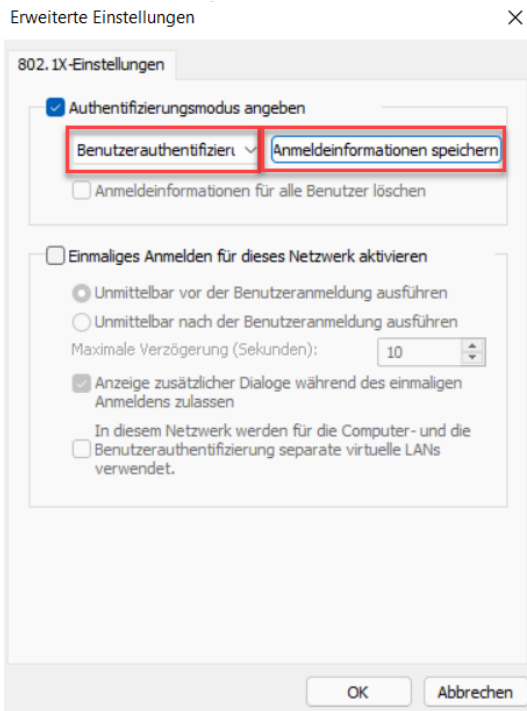 Erweiterte Einstellungen
802.1X-Einstellungen
Authentifizierungsmodus angeben
Benutzerauthentifizieru
Anmeldeinformationen speichern
Anmeldeinformationen für alle Benutzer löschen
Einmaliges Anmelden für dieses Netzwerk aktivieren
Unmittelbar vor der Benutzeranmeldung ausführen
Unmittelbar nach der Benutzeranmeldung ausführen
Maximale Verzögerung (Sekunden):
10
Anzeige zusätzlicher Dialoge während des einmaligen
Anmeldens zulassen
In diesem Netzwerk werden für die Computer- und die
Benutzerauthentifizierung separate virtuelle LANs
verwendet.
OK
Abbrechen